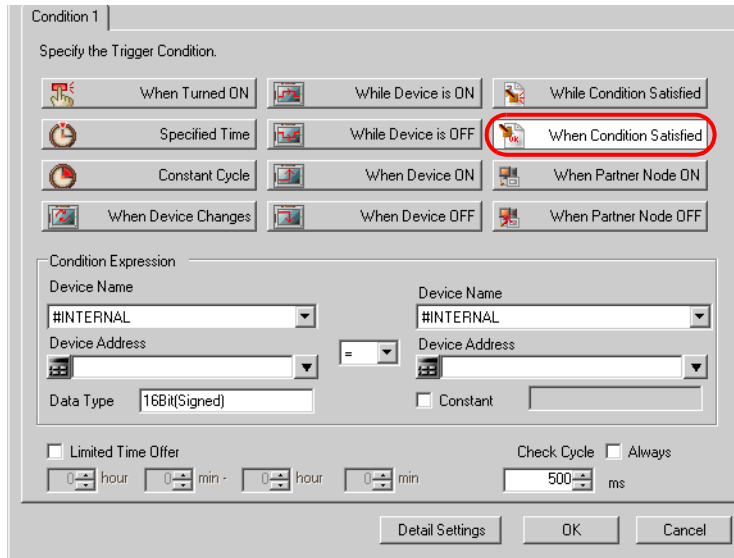 Condition 1
Specify the Trigger Condition.
When Turned ON While Device is ON While Condition Satisfied
Specified Time While Device is OFF When Condition Satisfied
Constant Cycle When Device ON When Partner Node ON
When Device Changes When Device OFF When Partner Node OFF
Condition Expression
Device Name Device Name
#INTERNAL #INTERNAL
Device Address = Device Address
Data Type 16Bit(Signed) Constant
Limited Time Offer Check Cycle Always
0 hour 0 min - 0 hour 0 min 500 ms
Detail Settings OK Cancel